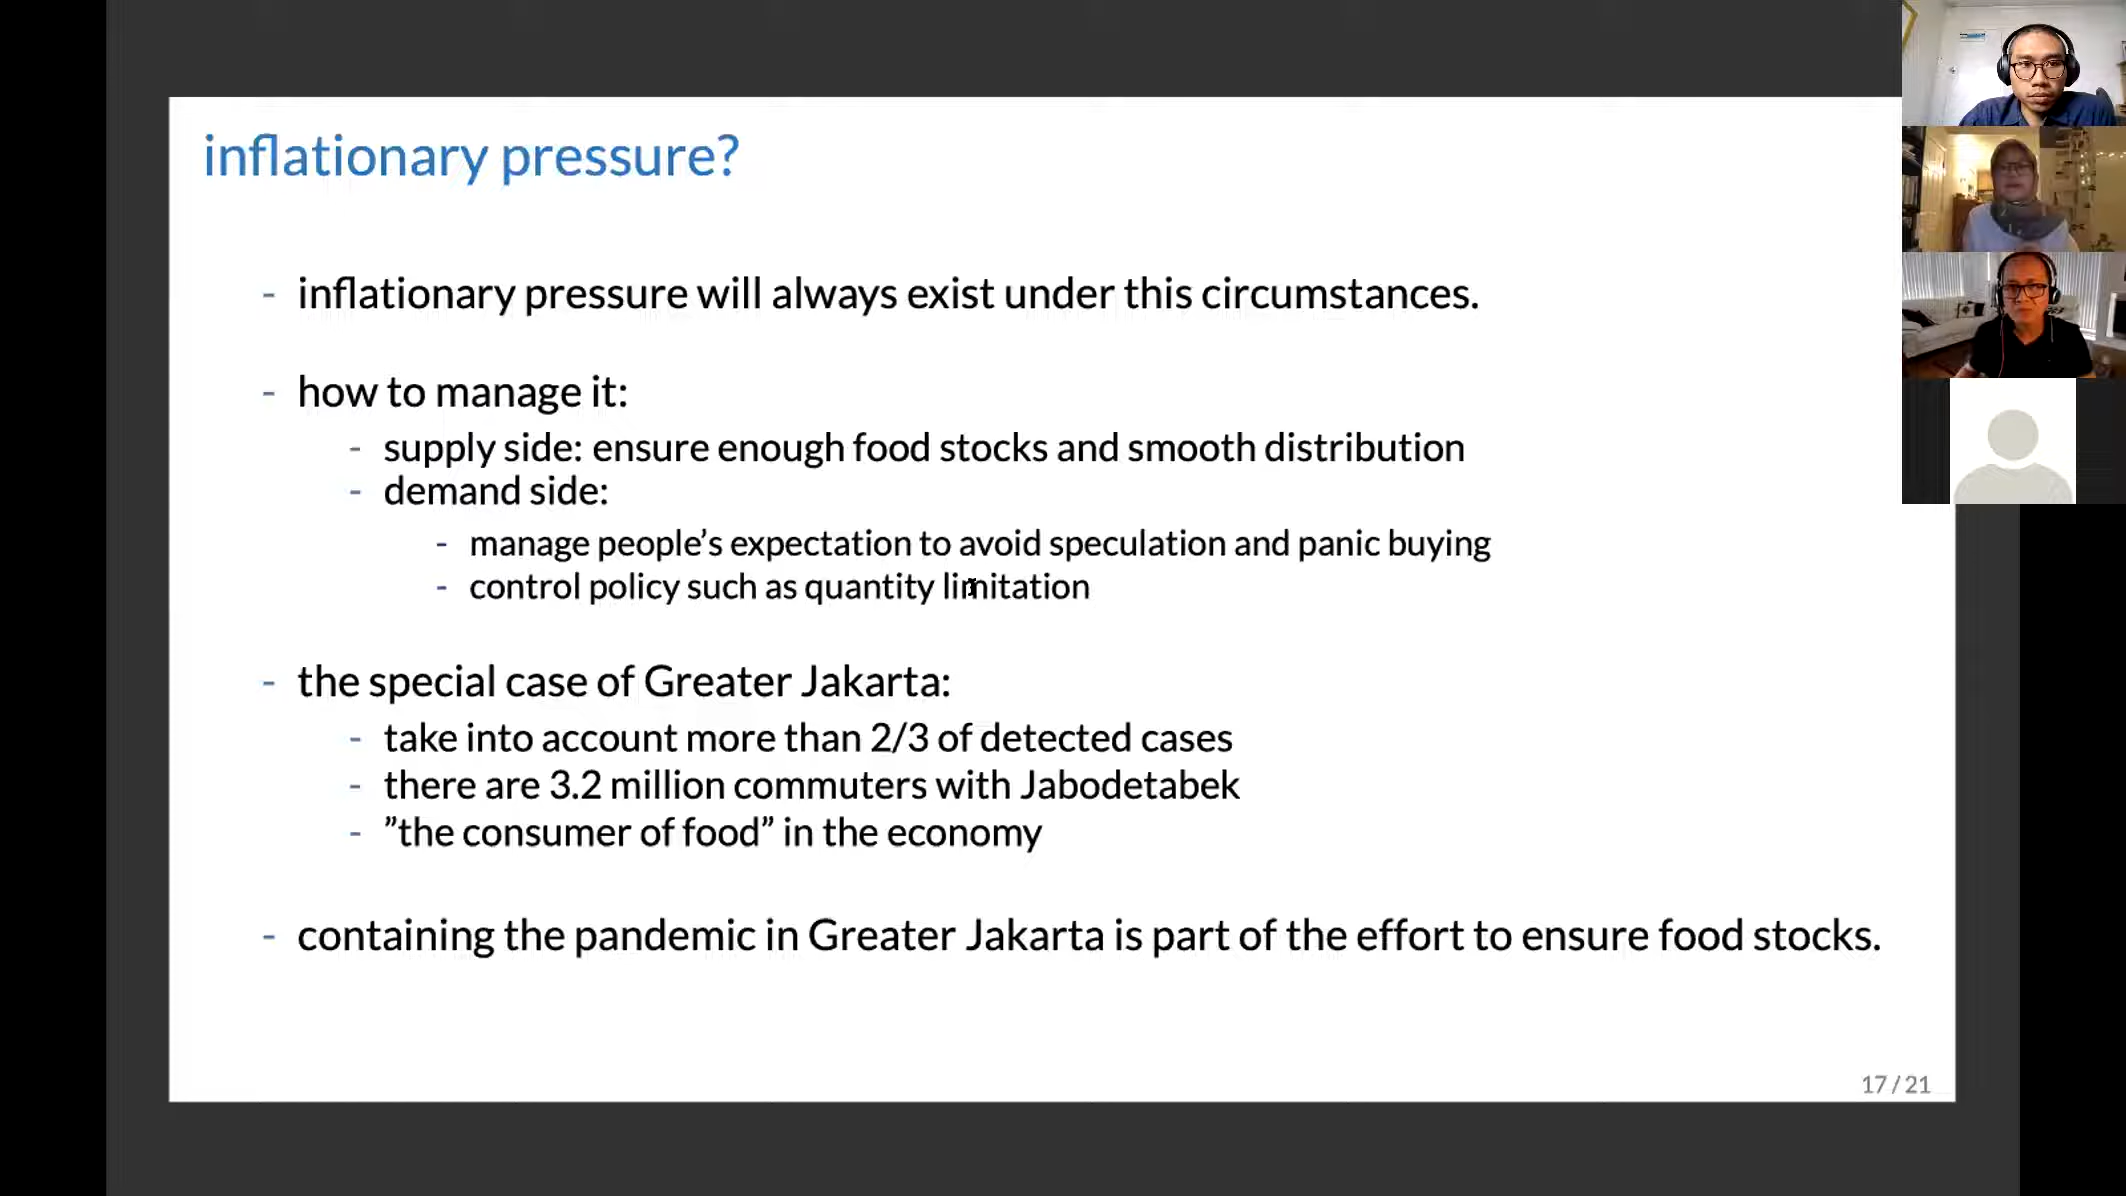 inflationary pressure?
- inflationary pressure will always exist under this circumstances.
- how to manage it:
- supply side: ensure enough food stocks and smooth distribution
- demand side:
- manage people’s expectation to avoid speculation and panic buying
- control policy such as quantity limitation
- the special case of Greater Jakarta:
- take into account more than 2/3 of detected cases
- there are 3.2 million commuters with Jabodetabek
- ”the consumer of food” in the economy
- containing the pandemic in Greater Jakarta is part of the effort to ensure food stocks.
17 / 21